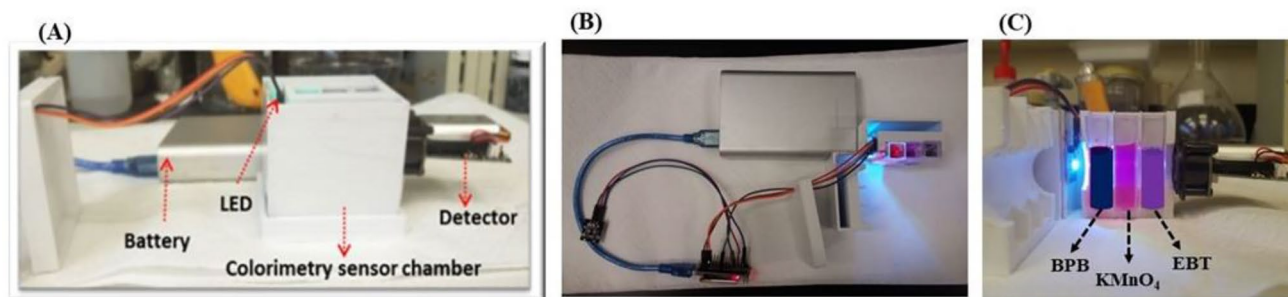 (A)
LED
Battery
Detector
Colorimetry sensor chamber
(B)
(C)
BPB
KMnO₄
EBT